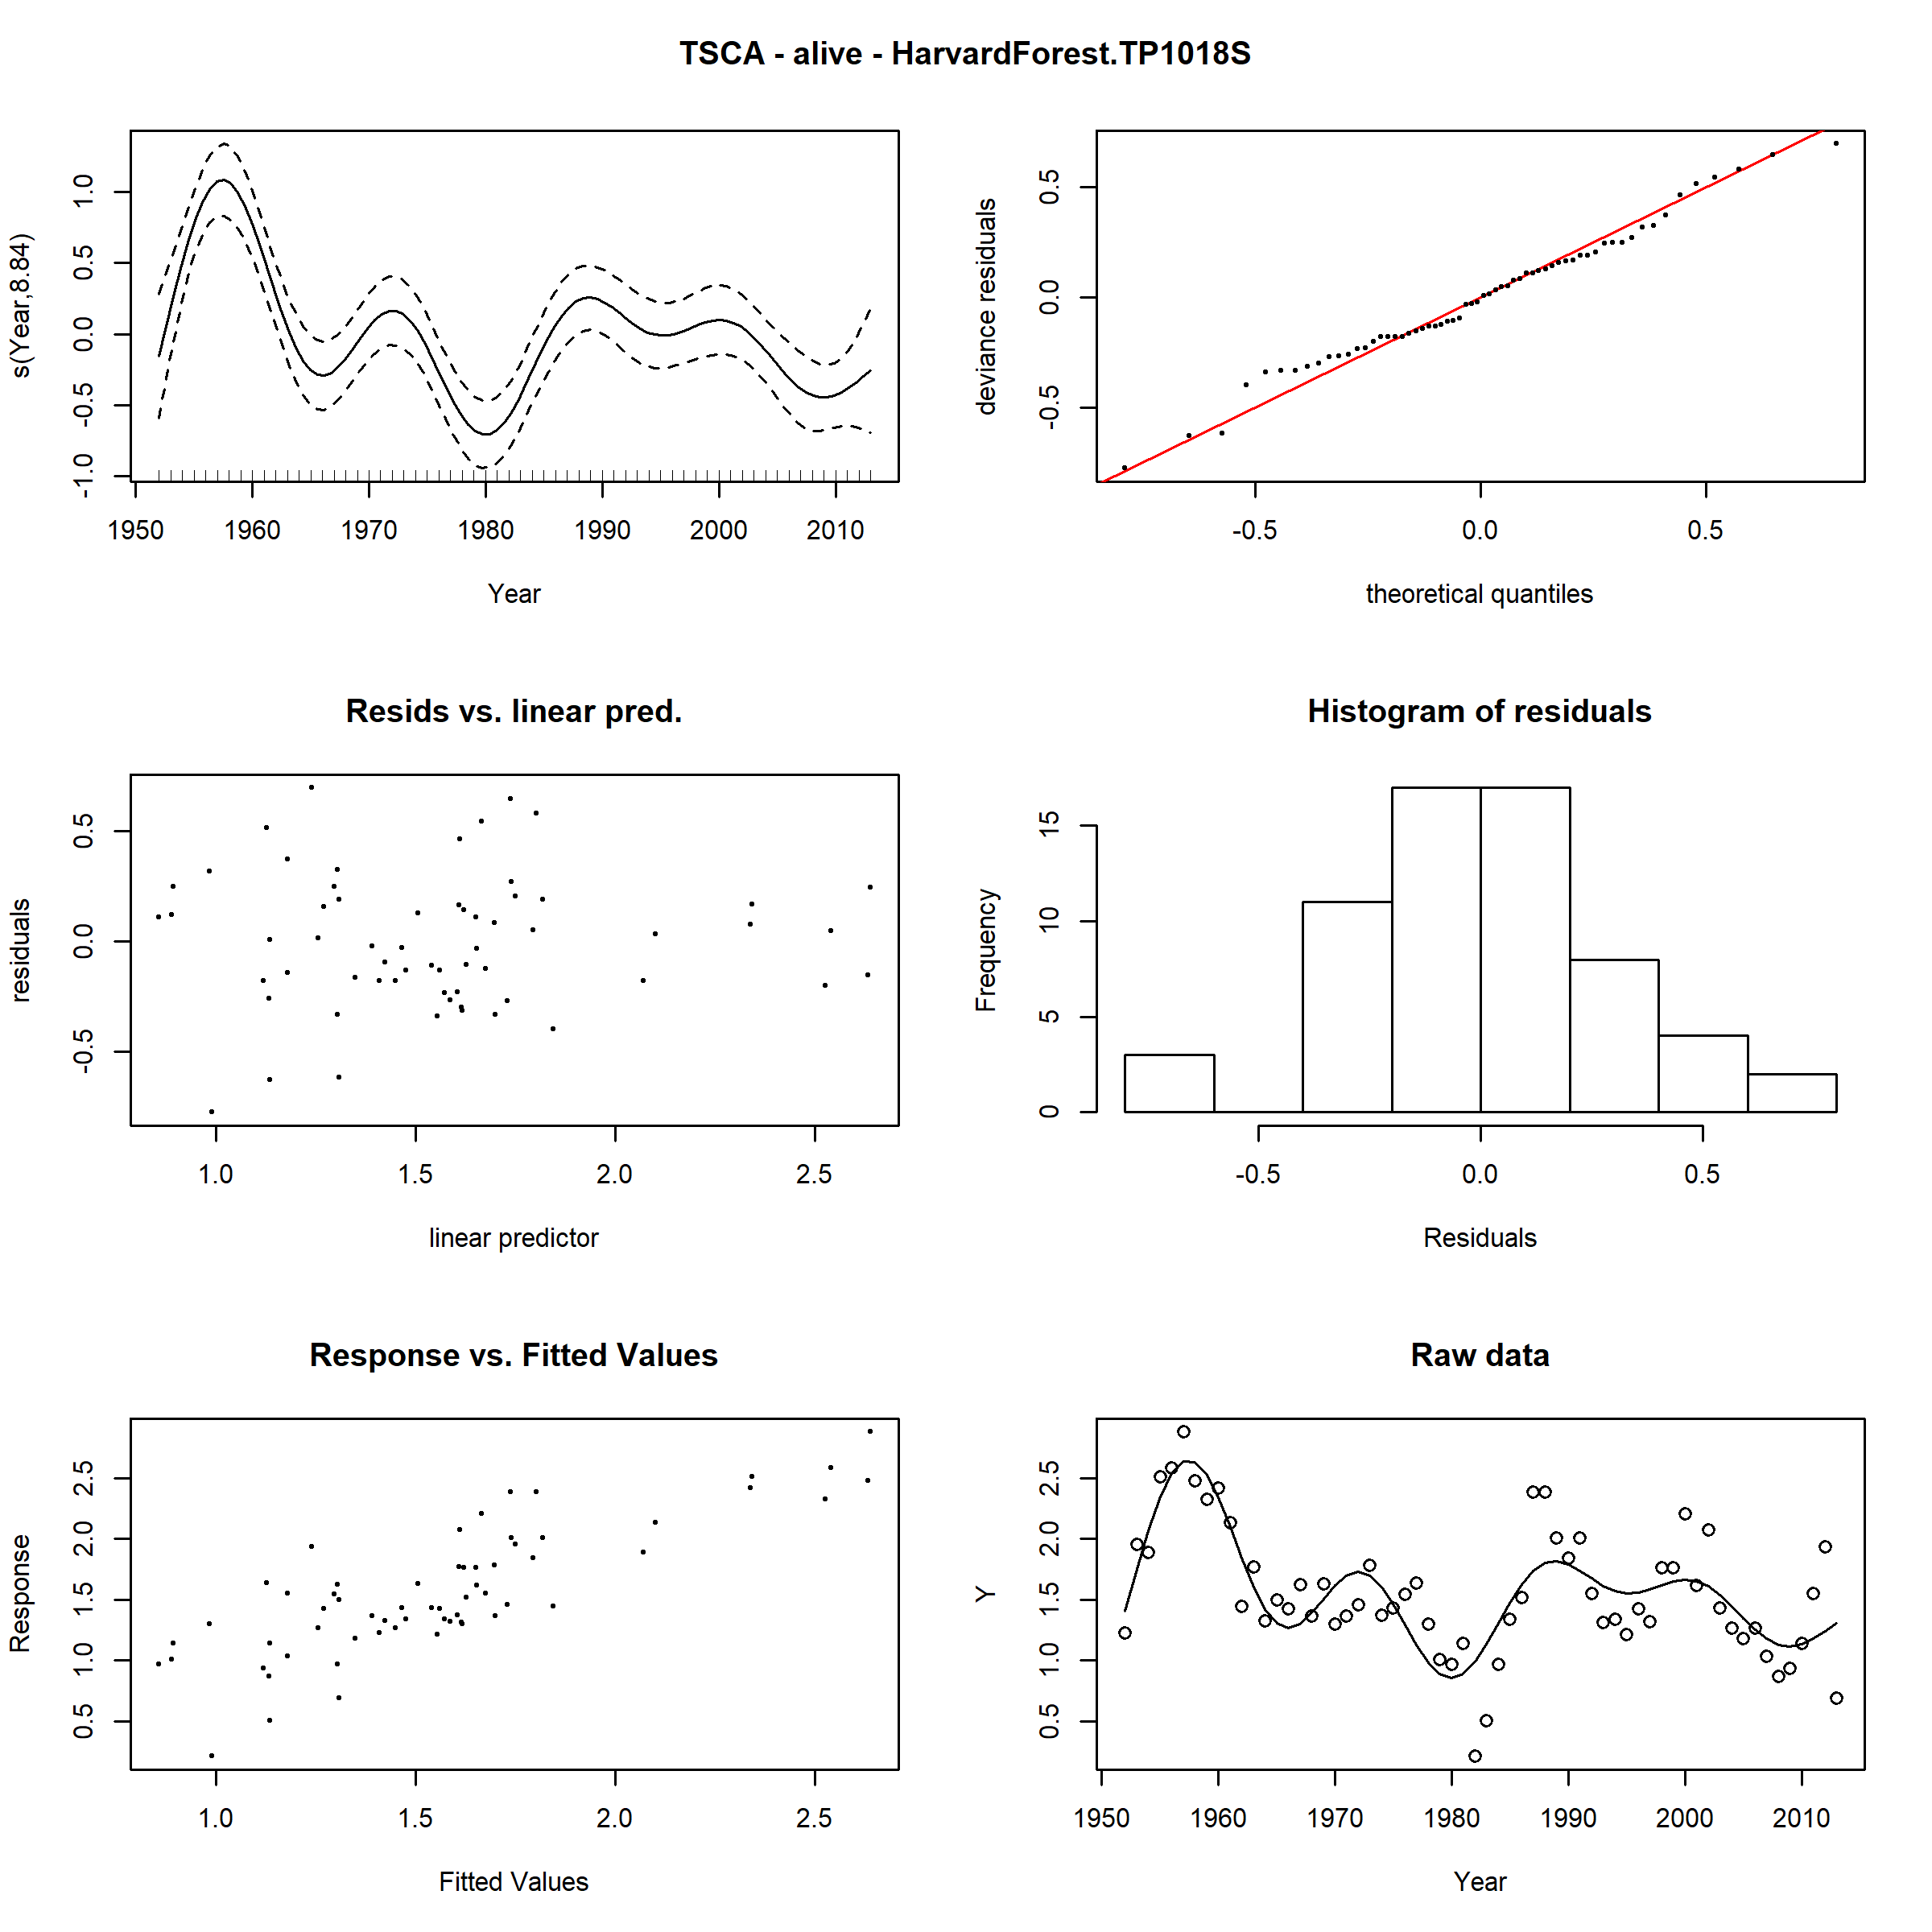 TSCA - alive - HarvardForest.TP1018S
s(Year,8.84)
-1.0 -0.5 0.0 0.5 1.0
1950 1960 1970 1980 1990 2000 2010
Year
deviance residuals
-0.5 0.0 0.5
-0.5 0.0 0.5
theoretical quantiles
Resids vs. linear pred.
residuals
-0.5 0.0 0.5
1.0 1.5 2.0 2.5
linear predictor
Histogram of residuals
Frequency
0 5 10 15
-0.5 0.0 0.5
Residuals
Response vs. Fitted Values
Response
0.5 1.0 1.5 2.0 2.5
1.0 1.5 2.0 2.5
Fitted Values
Raw data
Y
0.5 1.0 1.5 2.0 2.5
1950 1960 1970 1980 1990 2000 2010
Year